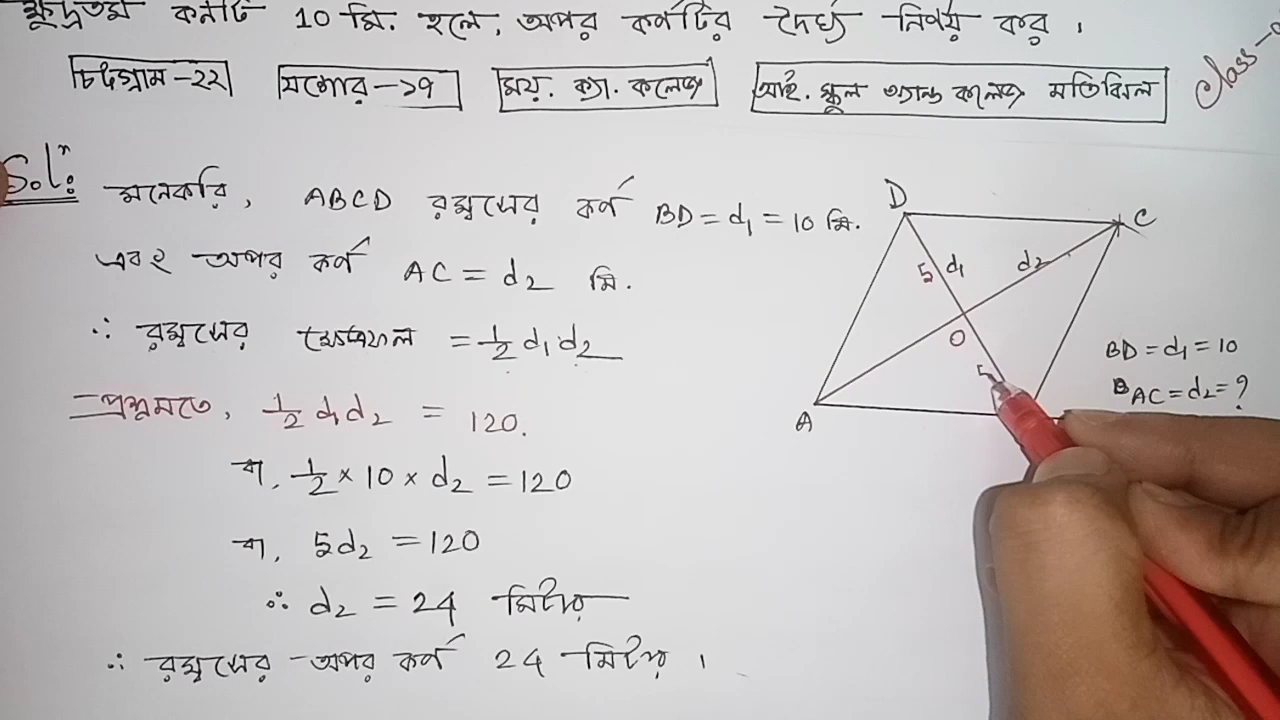 ক্ষুদ্রতম কর্ণটি 10 মি. হলে, অপর কর্ণটির দৈর্ঘ্য নির্ণয় কর।
চট্টগ্রাম-২২ যশোর-১৭ ময়. ক্যা. কলেজ আই. স্কুল অ্যান্ড কলেজ মতিঝিল
Class-
Solⁿ:
মনেকরি, ABCD রম্বসের কর্ণ BD = d₁ = 10 মি.
এবং অপর কর্ণ AC = d₂ মি.
∴ রম্বসের ক্ষেত্রফল = 1/2 d₁d₂
প্রশ্নমতে, 1/2 d₁d₂ = 120.
বা, 1/2 × 10 × d₂ = 120
বা, 5d₂ = 120
∴ d₂ = 24 মিটার
∴ রম্বসের অপর কর্ণ 24 মিটার।
D C
5 d₁ d₂
O
5
A
BD = d₁ = 10
AC = d₂ = ?